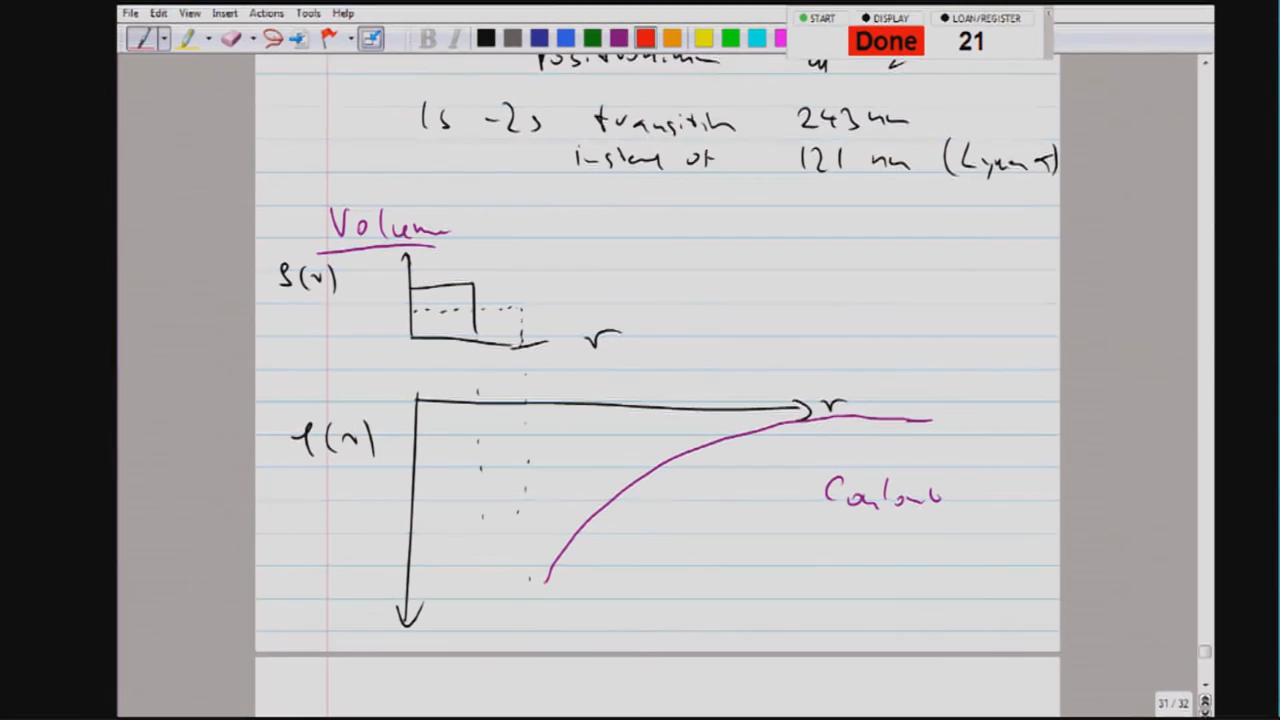 File Edit View Insert Actions Tools Help
START DISPLAY LOAN/REGISTER
Done 21
B I
1s -2s transition 243 nm
instead of 121 nm (Lyman α)
Volume
ρ(r)
r
r
φ(r)
Coulomb
31 / 32